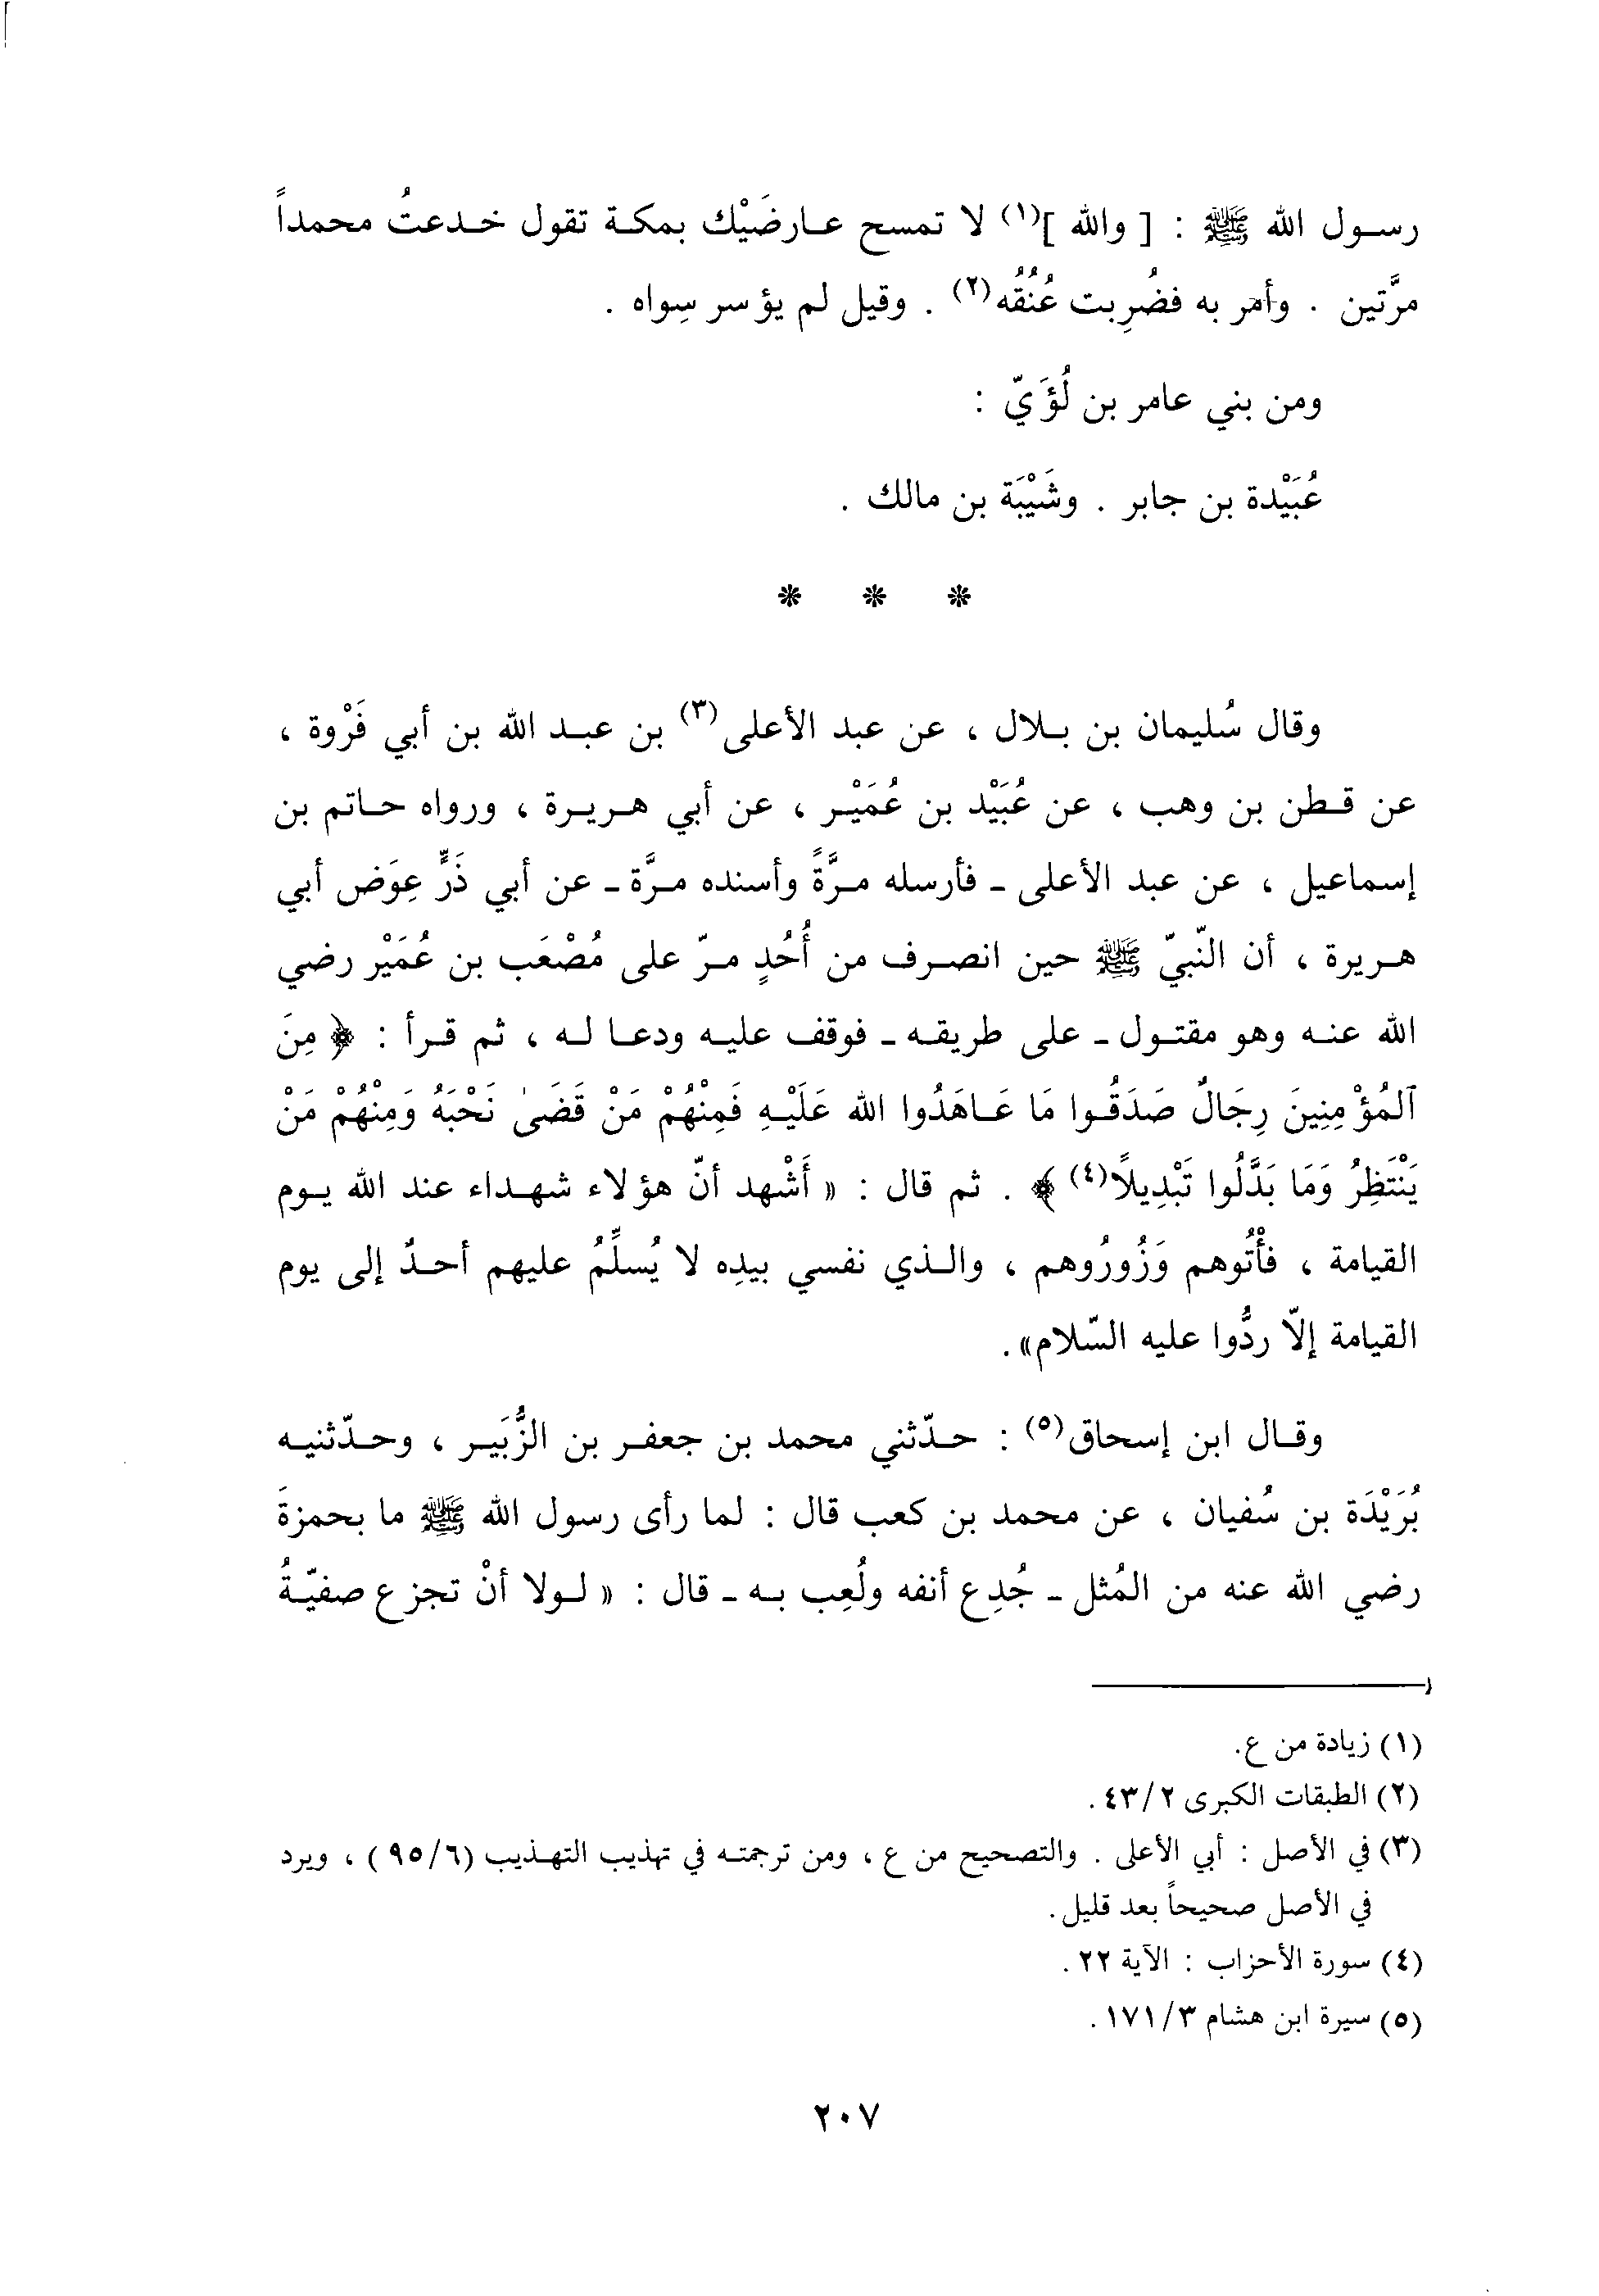 رسول الله ﷺ : [ والله ](١) لا تمسح عارضَيْك بمكة تقول خدعتُ محمداً
مرَّتين . وأمر به فضُرِبت عُنُقُه(٢) . وقيل لم يؤسر سِواه .
ومن بني عامر بن لُؤَيّ :
عُبَيْدة بن جابر . وشَيْبَة بن مالك .
* * *
وقال سُليمان بن بلال ، عن عبد الأعلى(٣) بن عبد الله بن أبي فَرْوة ،
عن قطن بن وهب ، عن عُبَيْد بن عُمَيْر ، عن أبي هريرة ، ورواه حاتم بن
إسماعيل ، عن عبد الأعلى - فأرسله مرَّةً وأسنده مرَّة - عن أبي ذَرٍّ عِوَض أبي
هريرة ، أن النّبيّ ﷺ حين انصرف من أُحُدٍ مرّ على مُصْعَب بن عُمَيْر رضي
الله عنه وهو مقتول - على طريقه - فوقف عليه ودعا له ، ثم قرأ : ﴿ مِنَ
ٱلمُؤْمِنِينَ رِجَالٌ صَدَقُوا مَا عَاهَدُوا الله عَلَيْهِ فَمِنْهُمْ مَنْ قَضَىٰ نَحْبَهُ وَمِنْهُمْ مَنْ
يَنْتَظِرُ وَمَا بَدَّلُوا تَبْدِيلًا(٤) ﴾ . ثم قال : « أَشْهد أنّ هؤلاء شهداء عند الله يوم
القيامة ، فأْتُوهم وَزُورُوهم ، والذي نفسي بيدِه لا يُسلِّمُ عليهم أحدٌ إلى يوم
القيامة إلّا ردُّوا عليه السّلام» .
وقال ابن إسحاق(٥) : حدّثني محمد بن جعفر بن الزُّبَير ، وحدّثنيه
بُرَيْدَة بن سُفيان ، عن محمد بن كعب قال : لما رأى رسول الله ﷺ ما بحمزةَ
رضي الله عنه من المُثل - جُدِع أنفه ولُعِب به - قال : « لولا أنْ تجزع صفيّةُ
(١) زيادة من ع.
(٢) الطبقات الكبرى ٤٣/٢ .
(٣) في الأصل : أبي الأعلى . والتصحيح من ع ، ومن ترجمته في تهذيب التهذيب (٩٥/٦) ، ويرد
في الأصل صحيحاً بعد قليل .
(٤) سورة الأحزاب : الآية ٢٢ .
(٥) سيرة ابن هشام ١٧١/٣ .
٢٠٧